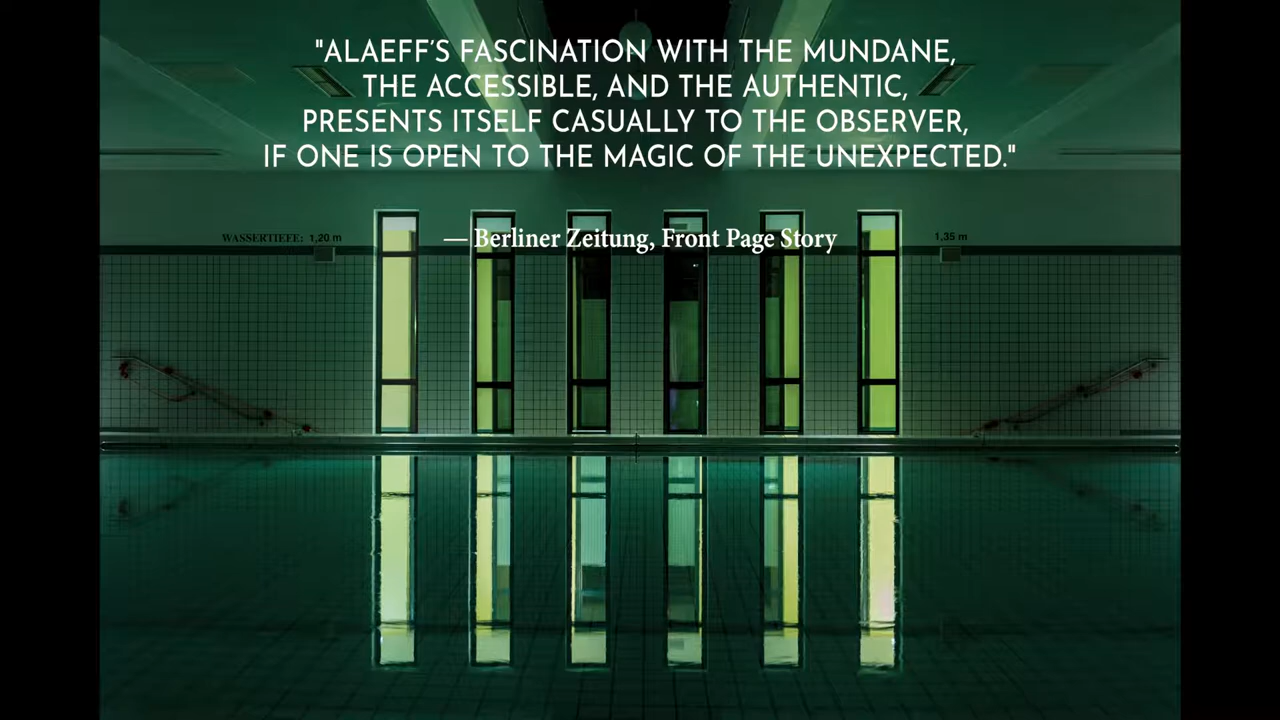 "ALAEFF’S FASCINATION WITH THE MUNDANE,
THE ACCESSIBLE, AND THE AUTHENTIC,
PRESENTS ITSELF CASUALLY TO THE OBSERVER,
IF ONE IS OPEN TO THE MAGIC OF THE UNEXPECTED."
WASSERTIEFE: 1,20 m
— Berliner Zeitung, Front Page Story
1,35 m